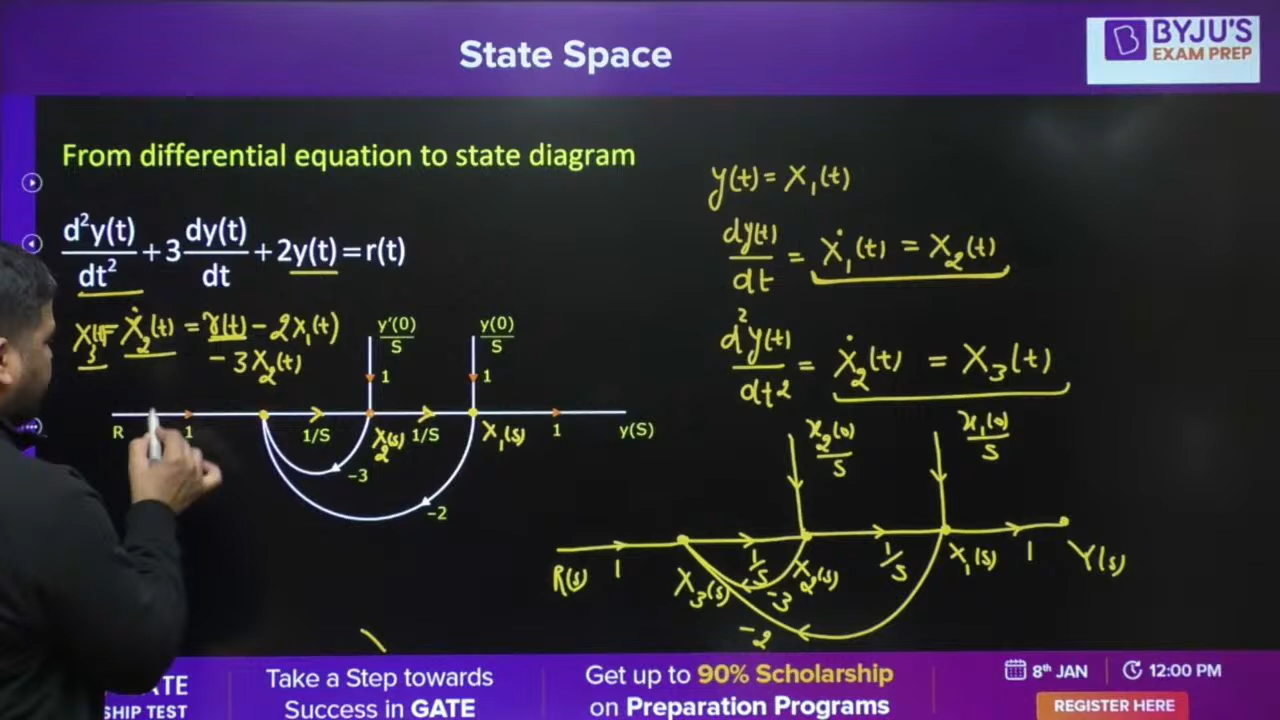 State Space
BYJU'S
EXAM PREP
From differential equation to state diagram
d²y(t)/dt² + 3 dy(t)/dt + 2y(t) = r(t)
X₃(t) = Ẋ₂(t) = r(t) - 2X₁(t)
- 3X₂(t)
y'(0)/S
y(0)/S
1
1
R
1
1/S
X₂(s)
1/S
X₁(s)
1
y(S)
-3
-2
y(t) = X₁(t)
dy(t)/dt = Ẋ₁(t) = X₂(t)
d²y(t)/dt² = Ẋ₂(t) = X₃(t)
x₂(0)/S
x₁(0)/S
R(s)
1
X₃(s)
1/S
X₂(s)
1/S
X₁(s)
1
Y(s)
-3
-2
SHIP TEST
Take a Step towards
Success in GATE
Get up to 90% Scholarship
on Preparation Programs
8th JAN
12:00 PM
REGISTER HERE